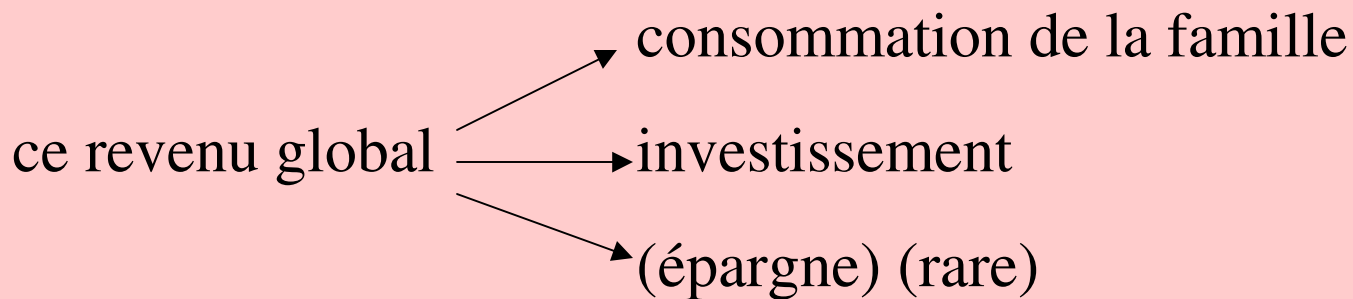 consommation de la famille
ce revenu global
investissement
(épargne) (rare)